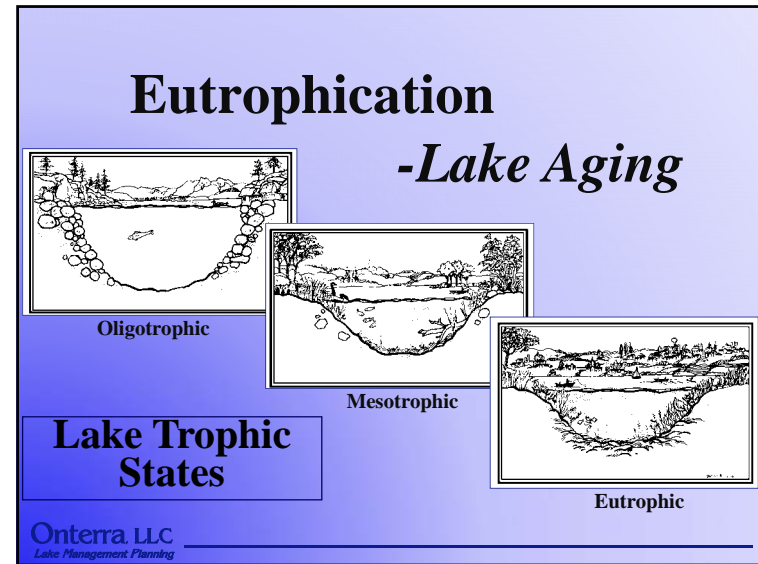 Eutrophication
-Lake Aging
Oligotrophic
Mesotrophic
Eutrophic
Lake Trophic
States
Onterra LLC
Lake Management Planning